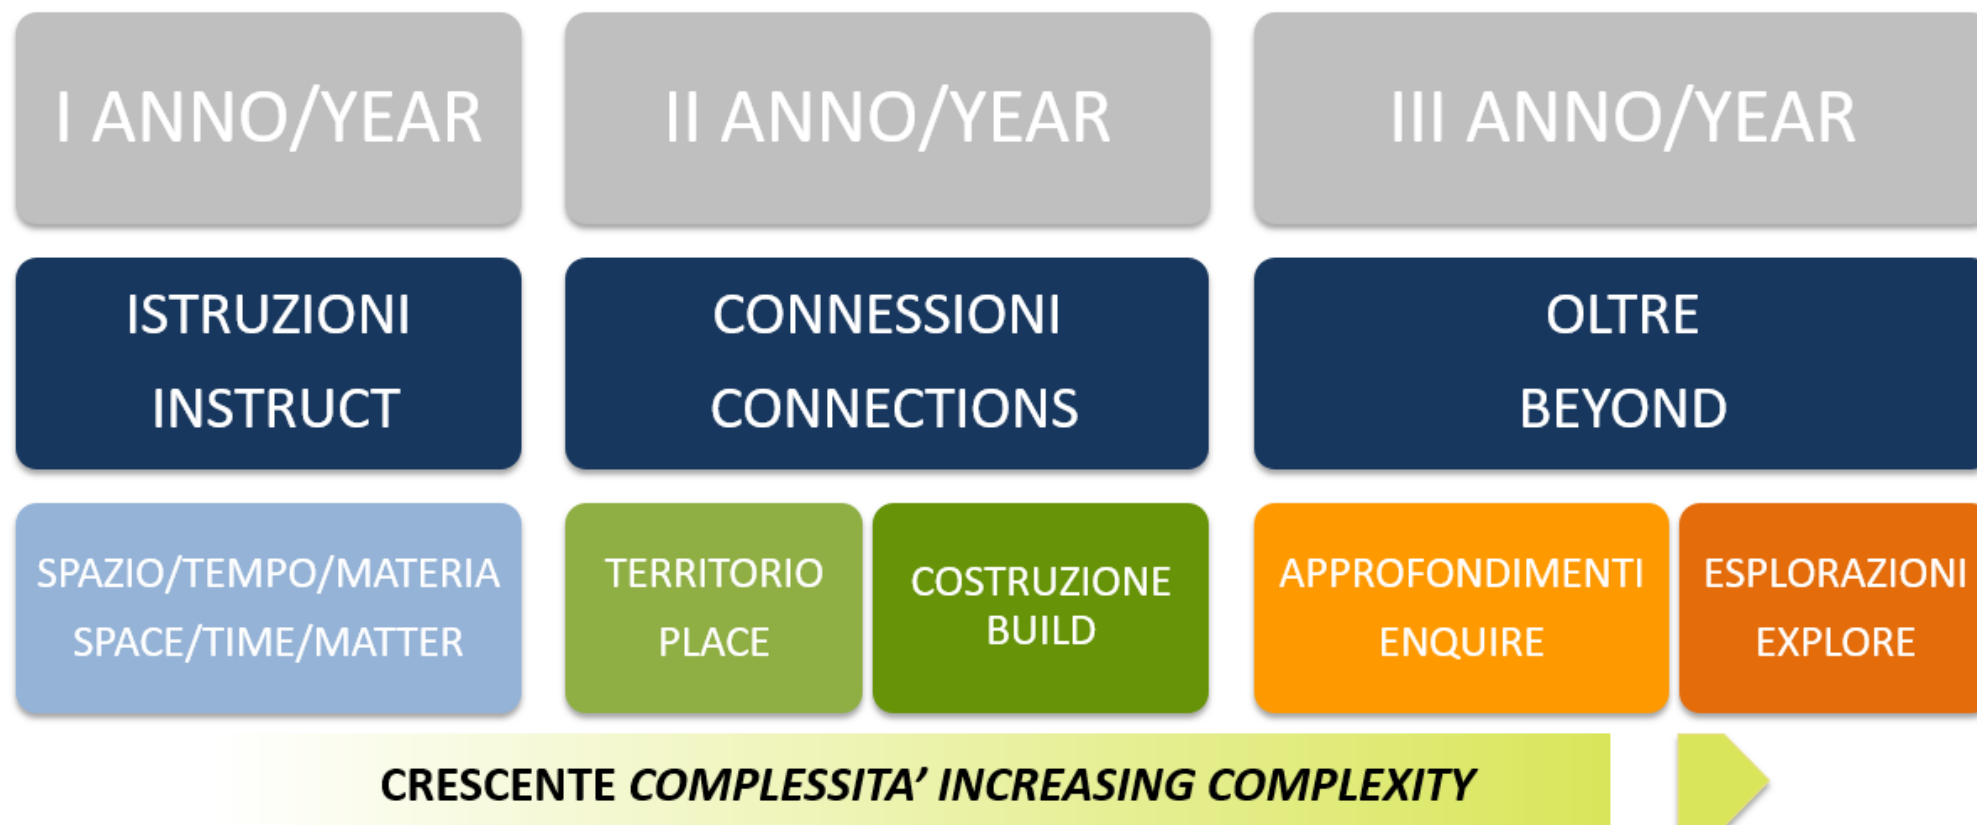 I ANNO/YEAR
II ANNO/YEAR
III ANNO/YEAR
ISTRUZIONI
INSTRUCT
CONNESSIONI
CONNECTIONS
OLTRE
BEYOND
SPAZIO/TEMPO/MATERIA
SPACE/TIME/MATTER
TERRITORIO
PLACE
COSTRUZIONE
BUILD
APPROFONDIMENTI
ENQUIRE
ESPLORAZIONI
EXPLORE
CRESCENTE COMPLESSITA’ INCREASING COMPLEXITY